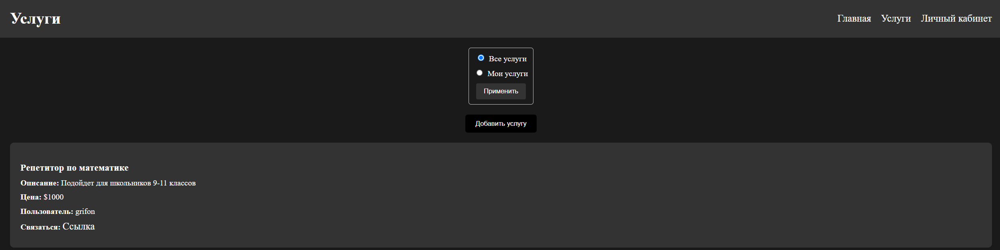 Услуги
Главная Услуги Личный кабинет
Все услуги
Мои услуги
Применить
Добавить услугу
Репетитор по математике
Описание: Подойдет для школьников 9-11 классов
Цена: $1000
Пользователь: grifon
Связаться: Ссылка